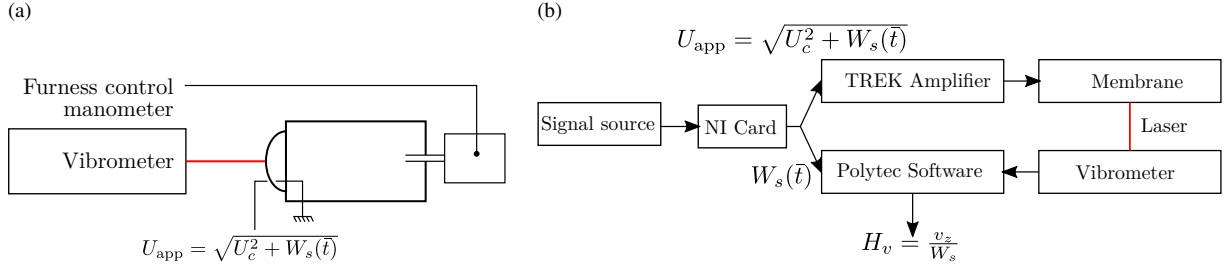 (a)
Furness control
manometer
Vibrometer
U_app = √(U_c^2 + W_s(t̄))
(b)
U_app = √(U_c^2 + W_s(t̄))
TREK Amplifier
Membrane
Signal source
NI Card
Laser
W_s(t̄)
Polytec Software
Vibrometer
H_v = v_z/W_s